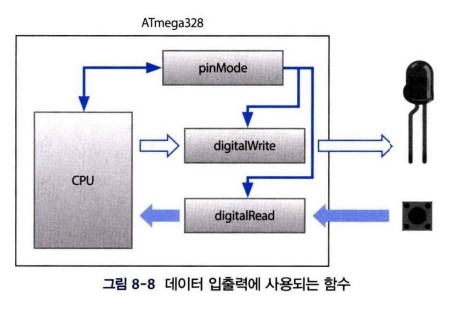 ATmega328
pinMode
digitalWrite
CPU
digitalRead
그림 8-8 데이터 입출력에 사용되는 함수